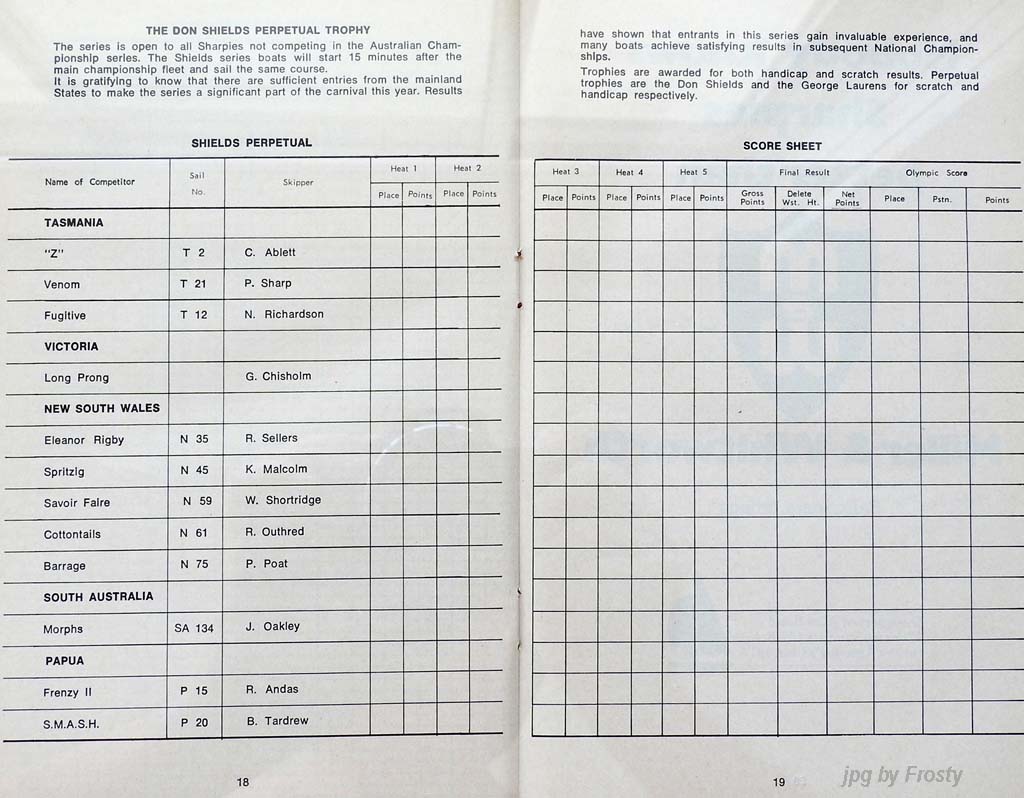 THE DON SHIELDS PERPETUAL TROPHY
The series is open to all Sharpies not competing in the Australian Cham-
pionship series. The Shields series boats will start 15 minutes after the
main championship fleet and sail the same course.
It is gratifying to know that there are sufficient entries from the mainland
States to make the series a significant part of the carnival this year. Results
SHIELDS PERPETUAL
Name of Competitor Sail No. Skipper Heat 1 Heat 2
Place Points Place Points
TASMANIA
"Z" T 2 C. Ablett
Venom T 21 P. Sharp
Fugitive T 12 N. Richardson
VICTORIA
Long Prong G. Chisholm
NEW SOUTH WALES
Eleanor Rigby N 35 R. Sellers
Spritzig N 45 K. Malcolm
Savoir Faire N 59 W. Shortridge
Cottontails N 61 R. Outhred
Barrage N 75 P. Poat
SOUTH AUSTRALIA
Morphs SA 134 J. Oakley
PAPUA
Frenzy II P 15 R. Andas
S.M.A.S.H. P 20 B. Tardrew
18
have shown that entrants in this series gain invaluable experience, and
many boats achieve satisfying results in subsequent National Champion-
ships.
Trophies are awarded for both handicap and scratch results. Perpetual
trophies are the Don Shields and the George Laurens for scratch and
handicap respectively.
SCORE SHEET
Heat 3 Heat 4 Heat 5 Final Result Olympic Score
Place Points Place Points Place Points Gross Points Delete Wst. Ht. Net Points Place Pstn. Points
19
jpg by Frosty